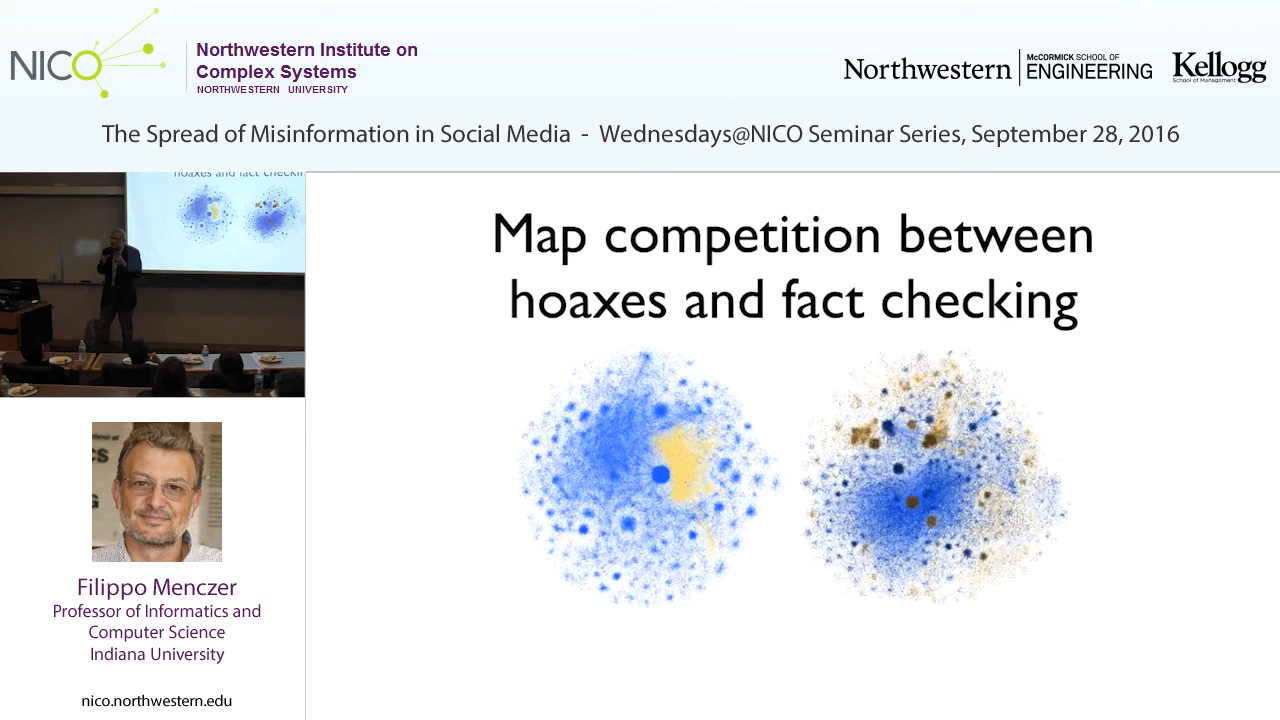 NICO
Northwestern Institute on
Complex Systems
NORTHWESTERN UNIVERSITY
Northwestern
McCORMICK SCHOOL OF
ENGINEERING
Kellogg
School of Management
The Spread of Misinformation in Social Media - Wednesdays@NICO Seminar Series, September 28, 2016
hoaxes and fact checkin
Map competition between
hoaxes and fact checking
Filippo Menczer
Professor of Informatics and
Computer Science
Indiana University
nico.northwestern.edu